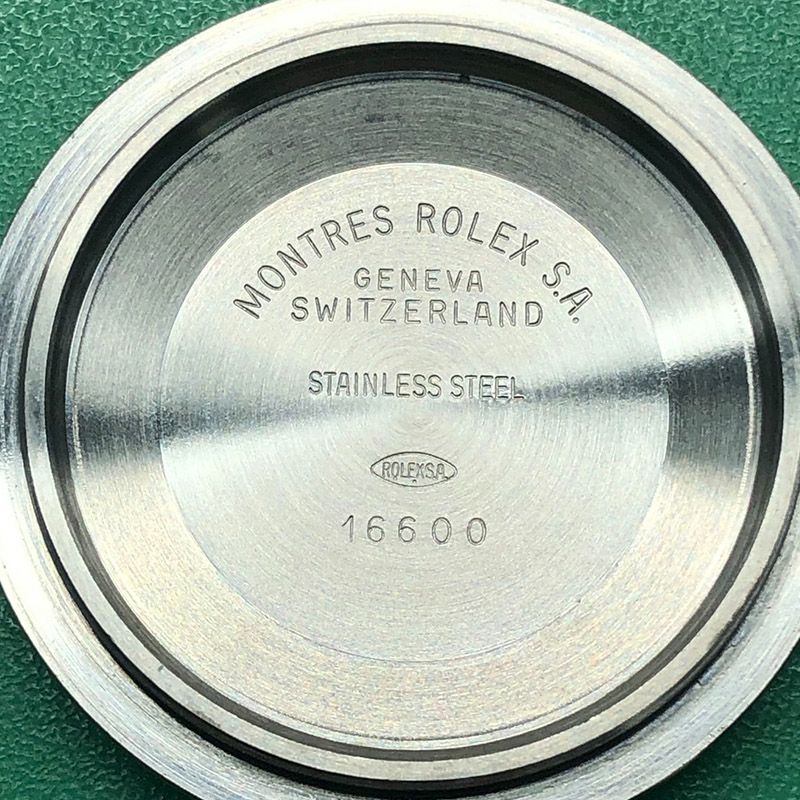 MONTRES ROLEX S.A.
GENEVA
SWITZERLAND
STAINLESS STEEL
ROLEX S.A.
16600